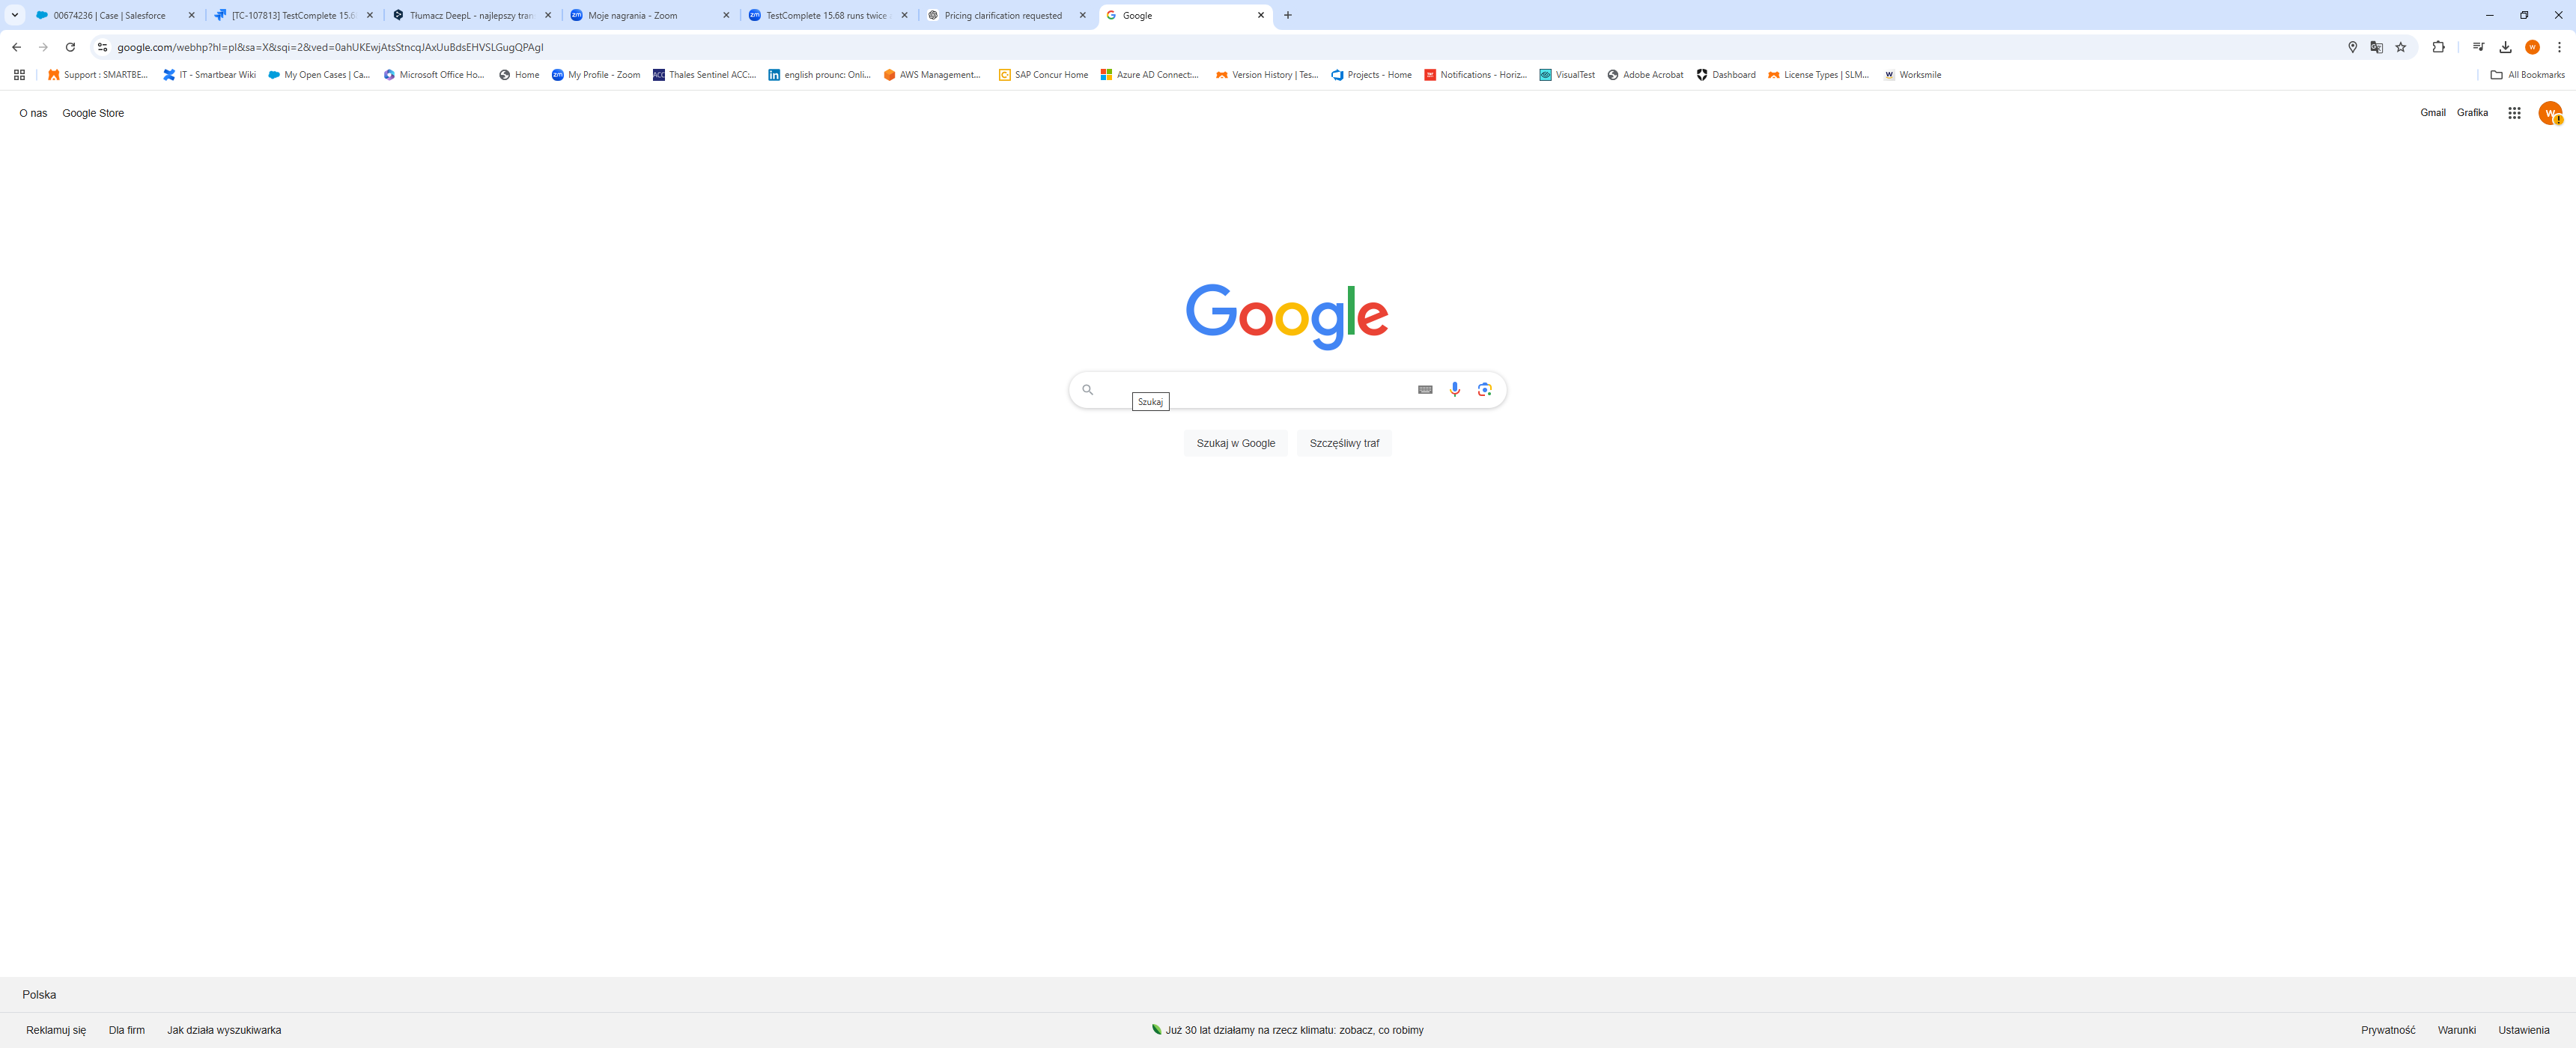 00674236 | Case | Salesforce
[TC-107813] TestComplete 15.6
Tłumacz DeepL - najlepszy tran
Moje nagrania - Zoom
TestComplete 15.68 runs twice
Pricing clarification requested
Google
google.com/webhp?hl=pl&sa=X&sqi=2&ved=0ahUKEwjAtsStncqJAxUuBdsEHVSLGugQPAgI
Support : SMARTBE...
IT - Smartbear Wiki
My Open Cases | Ca...
Microsoft Office Ho...
Home
zm My Profile - Zoom
ACC Thales Sentinel ACC:...
in english prounc: Onli...
AWS Management...
SAP Concur Home
Azure AD Connect:...
Version History | Tes...
Projects - Home
Notifications - Horiz...
VisualTest
Adobe Acrobat
Dashboard
License Types | SLM...
W Worksmile
All Bookmarks
O nas
Google Store
Gmail
Grafika
W
Google
Szukaj
Szukaj w Google
Szczęśliwy traf
Polska
Reklamuj się
Dla firm
Jak działa wyszukiwarka
Już 30 lat działamy na rzecz klimatu: zobacz, co robimy
Prywatność
Warunki
Ustawienia